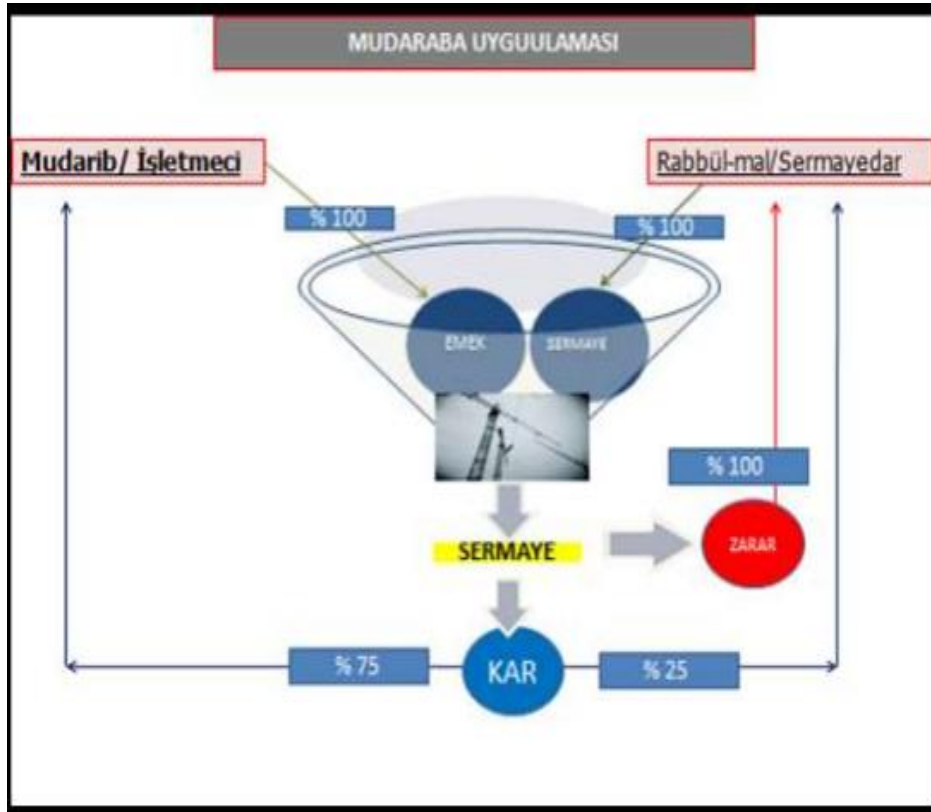 MUDARABA UYGUULAMASI
Mudarib/ İşletmeci
Rabbül-mal/Sermayedar
% 100
% 100
EMEK
SERMAYE
% 100
SERMAYE
ZARAR
% 75
KAR
% 25